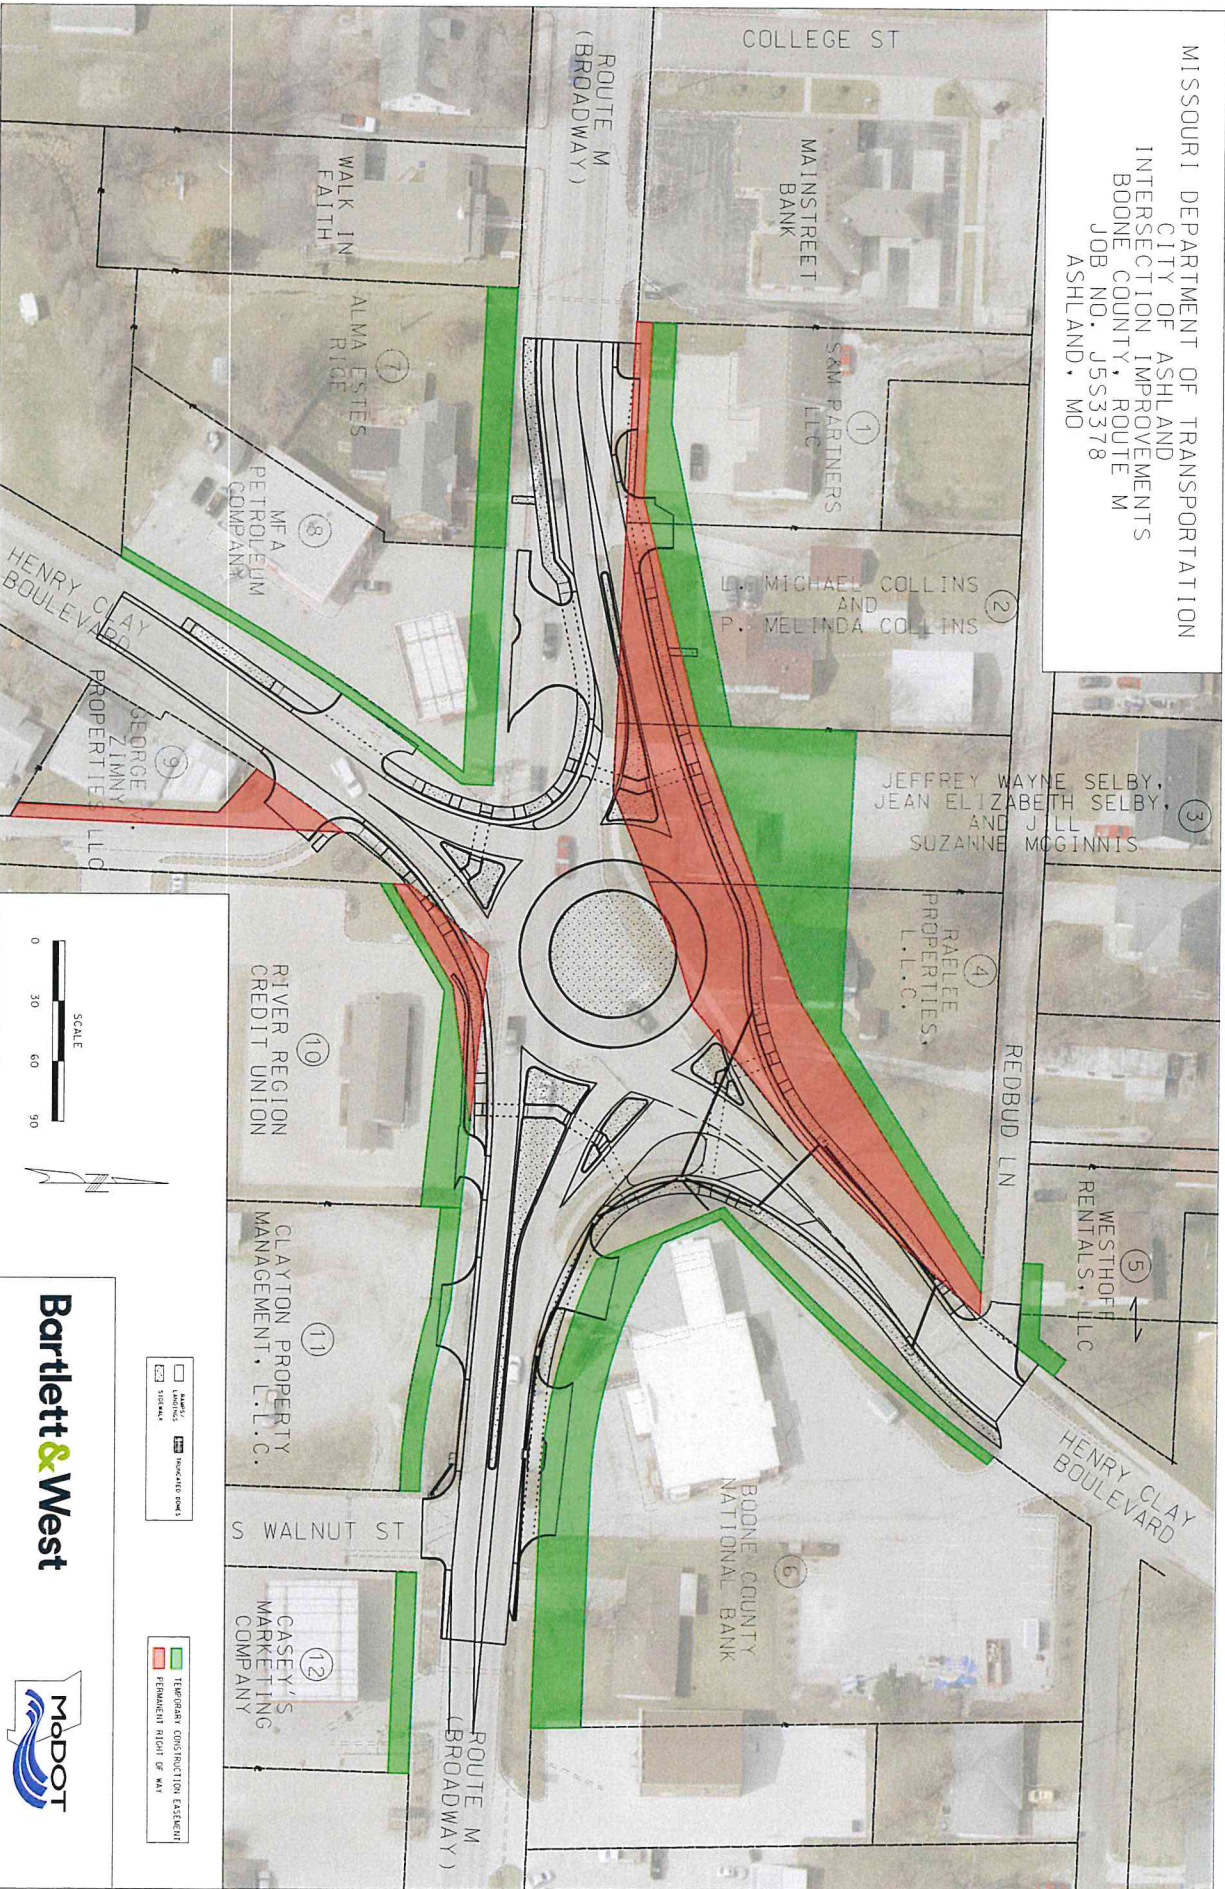 MISSOURI DEPARTMENT OF TRANSPORTATION
CITY OF ASHLAND
INTERSECTION IMPROVEMENTS
BOONE COUNTY, ROUTE M
JOB NO. J5S3378
ASHLAND, MO
COLLEGE ST
ROUTE M
(BROADWAY)
MAINSTREET
BANK
WALK IN
FAITH
1
S&M PARTNERS
LLC
2
L. MICHAEL COLLINS
AND
P. MELINDA COLLINS
3
JEFFREY WAYNE SELBY,
JEAN ELIZABETH SELBY,
AND JILL
SUZANNE MCGINNIS
4
RAELEE
PROPERTIES,
L.L.C.
REDBUD LN
5
WESTHOFF
RENTALS, LLC
HENRY CLAY
BOULEVARD
6
BOONE COUNTY
NATIONAL BANK
7
ALMA ESTES
RICE
8
MFA
PETROLEUM
COMPANY
HENRY CLAY
BOULEVARD
9
GEORGE V.
ZIMNY
PROPERTIES LLC
10
RIVER REGION
CREDIT UNION
11
CLAYTON PROPERTY
MANAGEMENT, L.L.C.
S WALNUT ST
12
CASEY'S
MARKETING
COMPANY
ROUTE M
(BROADWAY)
SCALE
0 30 60 90
N
RAMPS/
LANDINGS
TRUNCATED DOMES
SIDEWALK
TEMPORARY CONSTRUCTION EASEMENT
PERMANENT RIGHT OF WAY
Bartlett&West
MoDOT